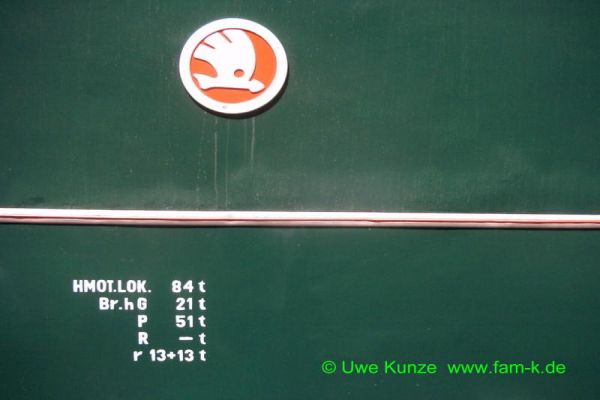 HMOT.LOK. 84 t
Br.h G 21 t
P 51 t
R — t
r 13+13 t
© Uwe Kunze www.fam-k.de